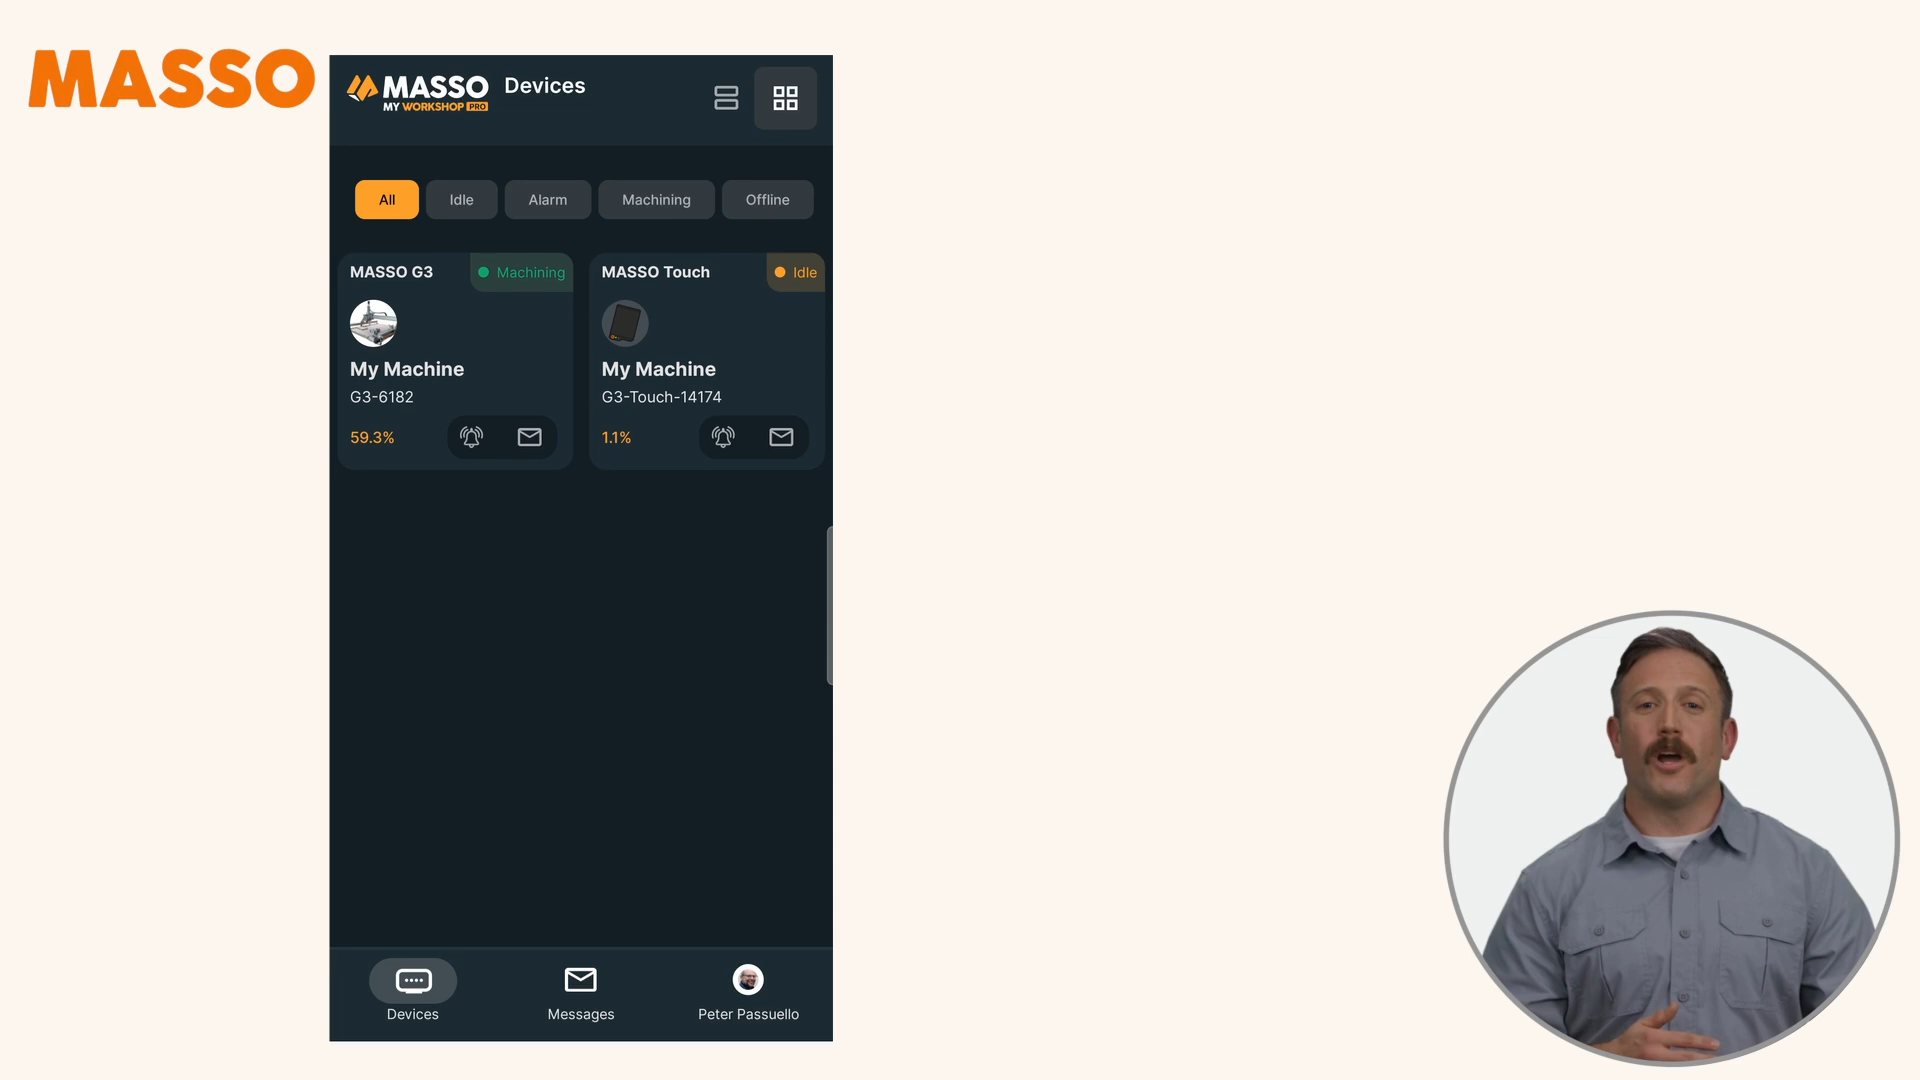 MASSO
MASSO
MY WORKSHOP PRO
Devices
All
Idle
Alarm
Machining
Offline
MASSO G3
Machining
My Machine
G3-6182
59.3%
MASSO Touch
Idle
My Machine
G3-Touch-14174
1.1%
Devices
Messages
Peter Passuello